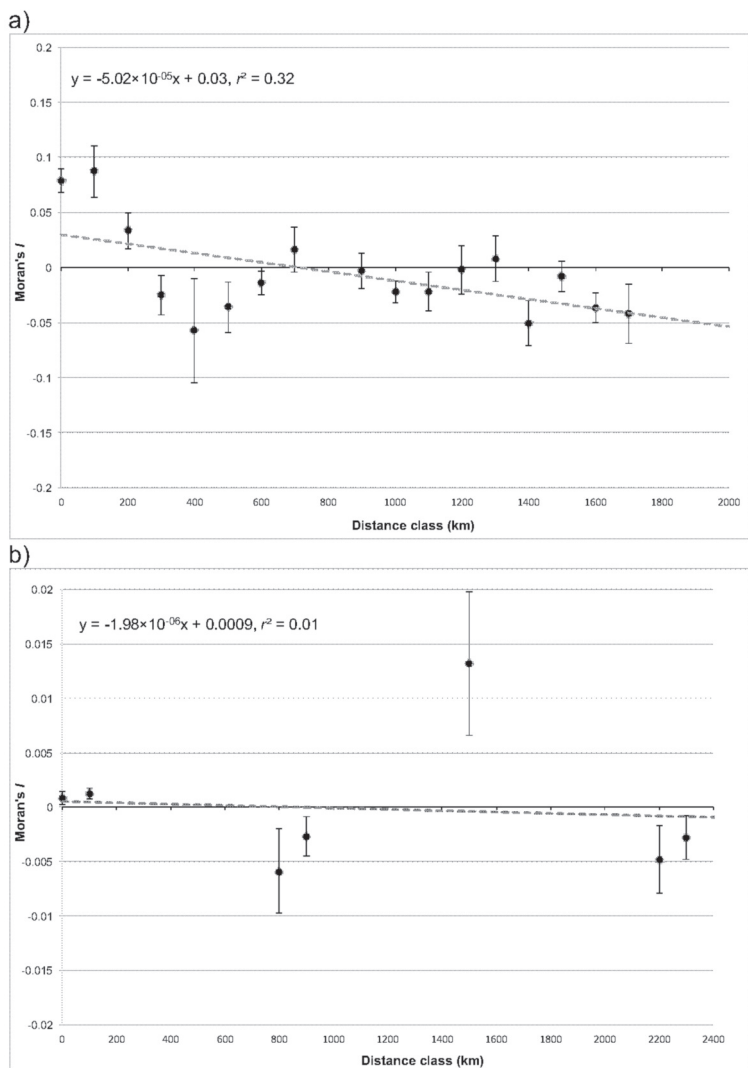 a)
0.2
y = -5.02×10⁻⁰⁵x + 0.03, r² = 0.32
0.15
0.1
0.05
0
-0.05
-0.1
-0.15
-0.2
Moran's I
0 200 400 600 800 1000 1200 1400 1600 1800 2000
Distance class (km)
b)
0.02
y = -1.98×10⁻⁰⁶x + 0.0009, r² = 0.01
0.015
0.01
0.005
0
-0.005
-0.01
-0.015
-0.02
Moran's I
0 200 400 600 800 1000 1200 1400 1600 1800 2000 2200 2400
Distance class (km)